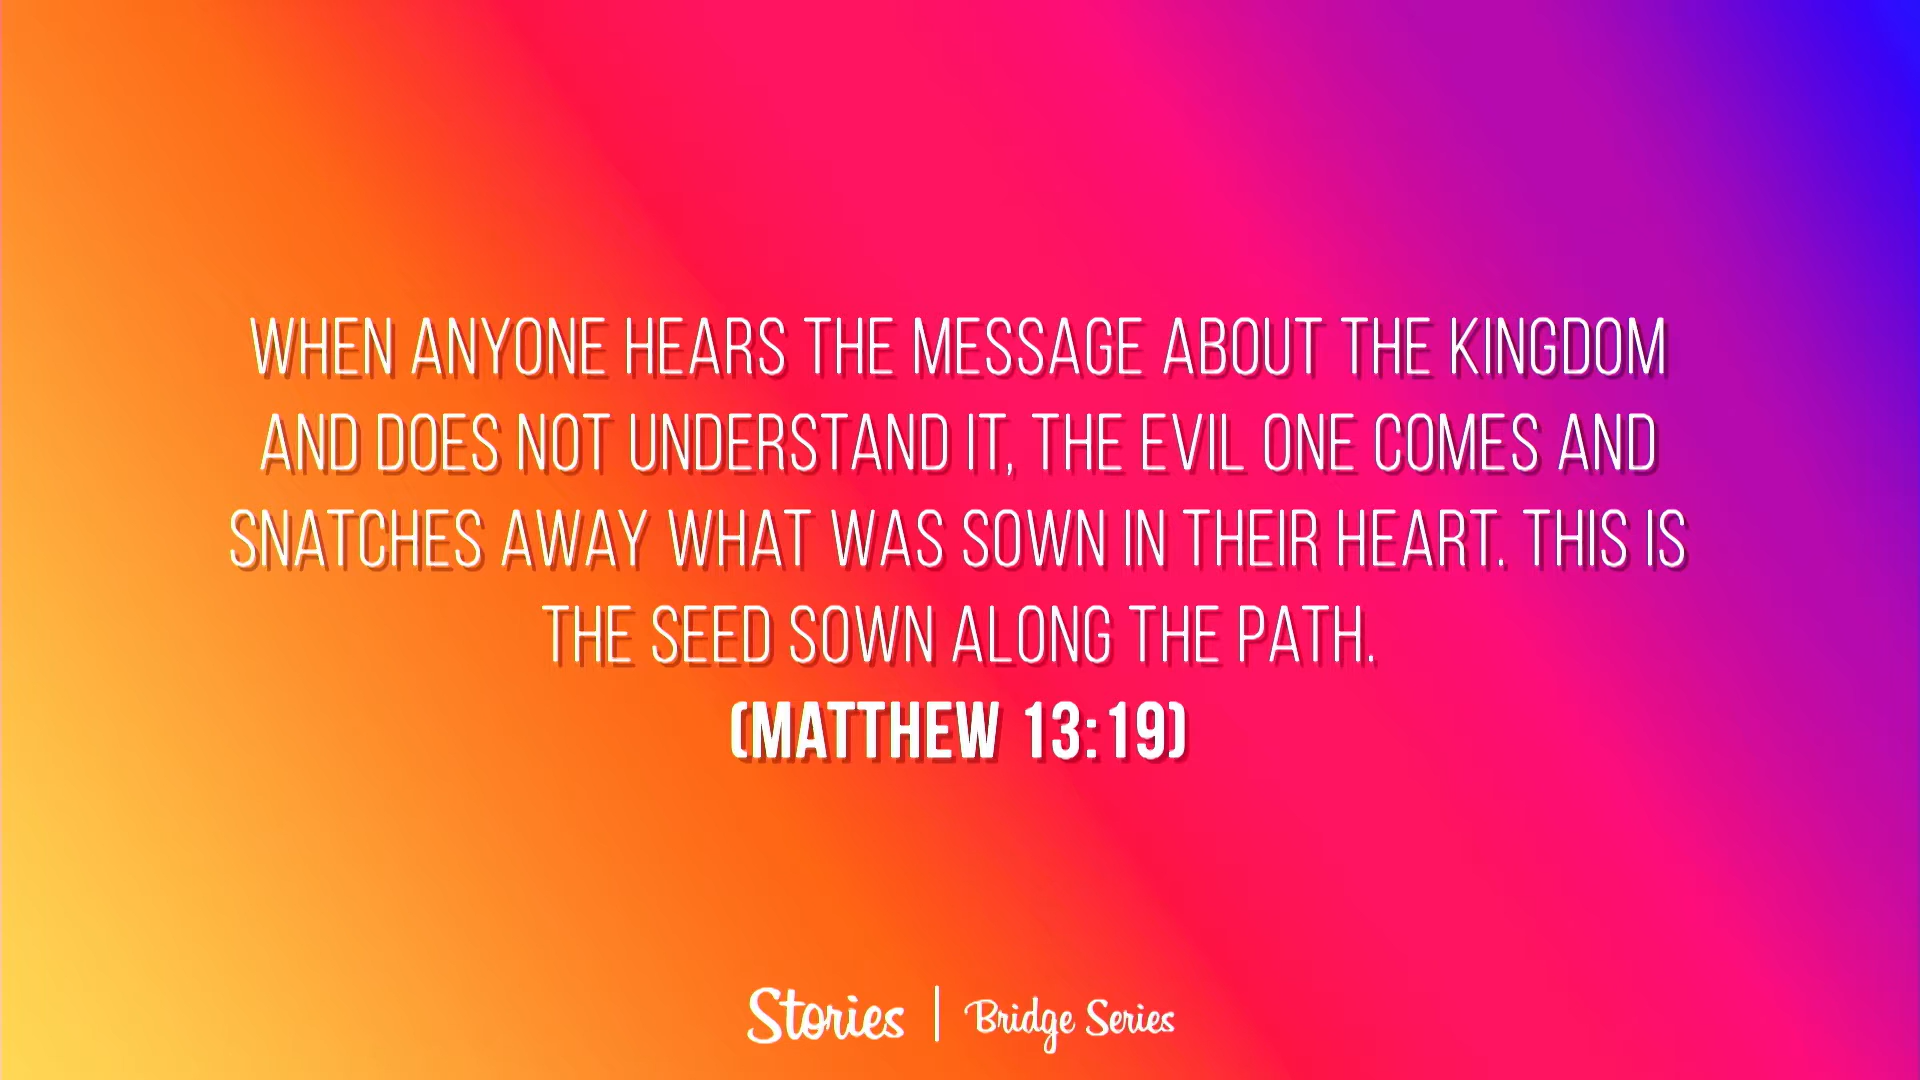 WHEN ANYONE HEARS THE MESSAGE ABOUT THE KINGDOM
AND DOES NOT UNDERSTAND IT, THE EVIL ONE COMES AND
SNATCHES AWAY WHAT WAS SOWN IN THEIR HEART. THIS IS
THE SEED SOWN ALONG THE PATH.
(MATTHEW 13:19)
Stories | Bridge Series